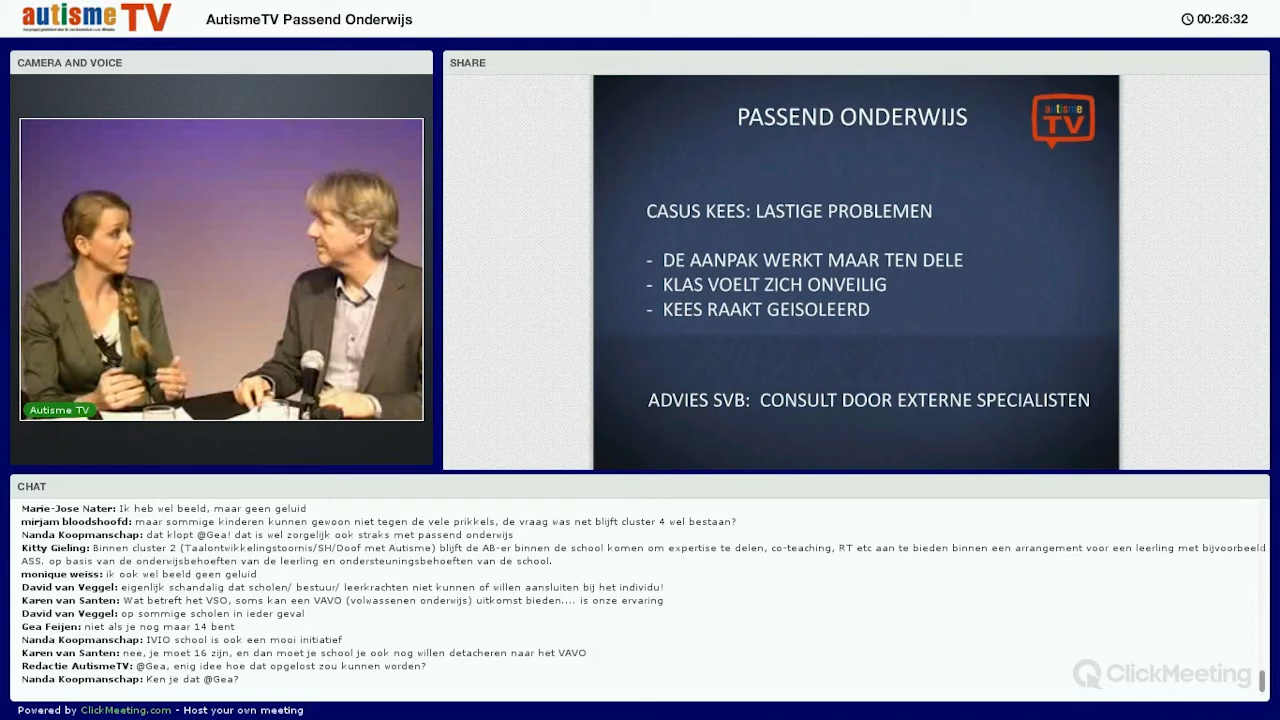 autisme TV
AutismeTV Passend Onderwijs
00:26:32
CAMERA AND VOICE
Autisme TV
SHARE
PASSEND ONDERWIJS
autisme
TV
CASUS KEES: LASTIGE PROBLEMEN
- DE AANPAK WERKT MAAR TEN DELE
- KLAS VOELT ZICH ONVEILIG
- KEES RAAKT GEISOLEERD
ADVIES SVB: CONSULT DOOR EXTERNE SPECIALISTEN
CHAT
Marie-Jose Nater: Ik heb wel beeld, maar geen geluid
mirjam bloodshoofd: maar sommige kinderen kunnen gewoon niet tegen de vele prikkels, de vraag was net blijft cluster 4 wel bestaan?
Nanda Koopmanschap: dat klopt @Gea! dat is wel zorgelijk ook straks met passend onderwijs
Kitty Gieling: Binnen cluster 2 (Taalontwikkelingstoornis/SH/Doof met Autisme) blijft de AB-er binnen de school komen om expertise te delen, co-teaching, RT etc aan te bieden binnen een arrangement voor een leerling met bijvoorbeeld
ASS. op basis van de onderwijsbehoeften van de leerling en ondersteuningsbehoeften van de school.
monique weiss: ik ook wel beeld geen geluid
David van Veggel: eigenlijk schandalig dat scholen/ bestuur/ leerkrachten niet kunnen of willen aansluiten bij het individu!
Karen van Santen: Wat betreft het VSO, soms kan een VAVO (volwassenen onderwijs) uitkomst bieden.... is onze ervaring
David van Veggel: op sommige scholen in ieder geval
Gea Feijen: niet als je nog maar 14 bent
Nanda Koopmanschap: IVIO school is ook een mooi initiatief
Karen van Santen: nee, je moet 16 zijn, en dan moet je school je ook nog willen detacheren naar het VAVO
Redactie AutismeTV: @Gea, enig idee hoe dat opgelost zou kunnen worden?
Nanda Koopmanschap: Ken je dat @Gea?
ClickMeeting
Powered by ClickMeeting.com - Host your own meeting